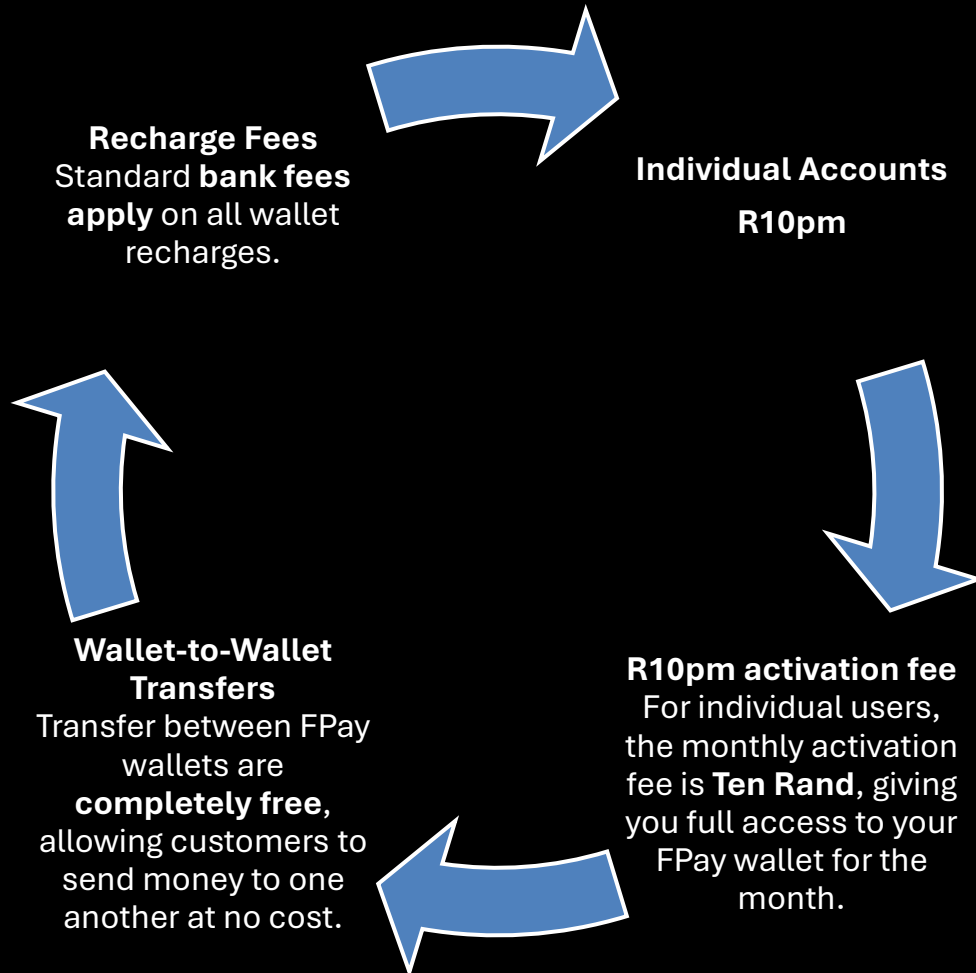 Recharge Fees
Standard bank fees
apply on all wallet
recharges.
Individual Accounts
R10pm
R10pm activation fee
For individual users,
the monthly activation
fee is Ten Rand, giving
you full access to your
FPay wallet for the
month.
Wallet-to-Wallet
Transfers
Transfer between FPay
wallets are
completely free,
allowing customers to
send money to one
another at no cost.